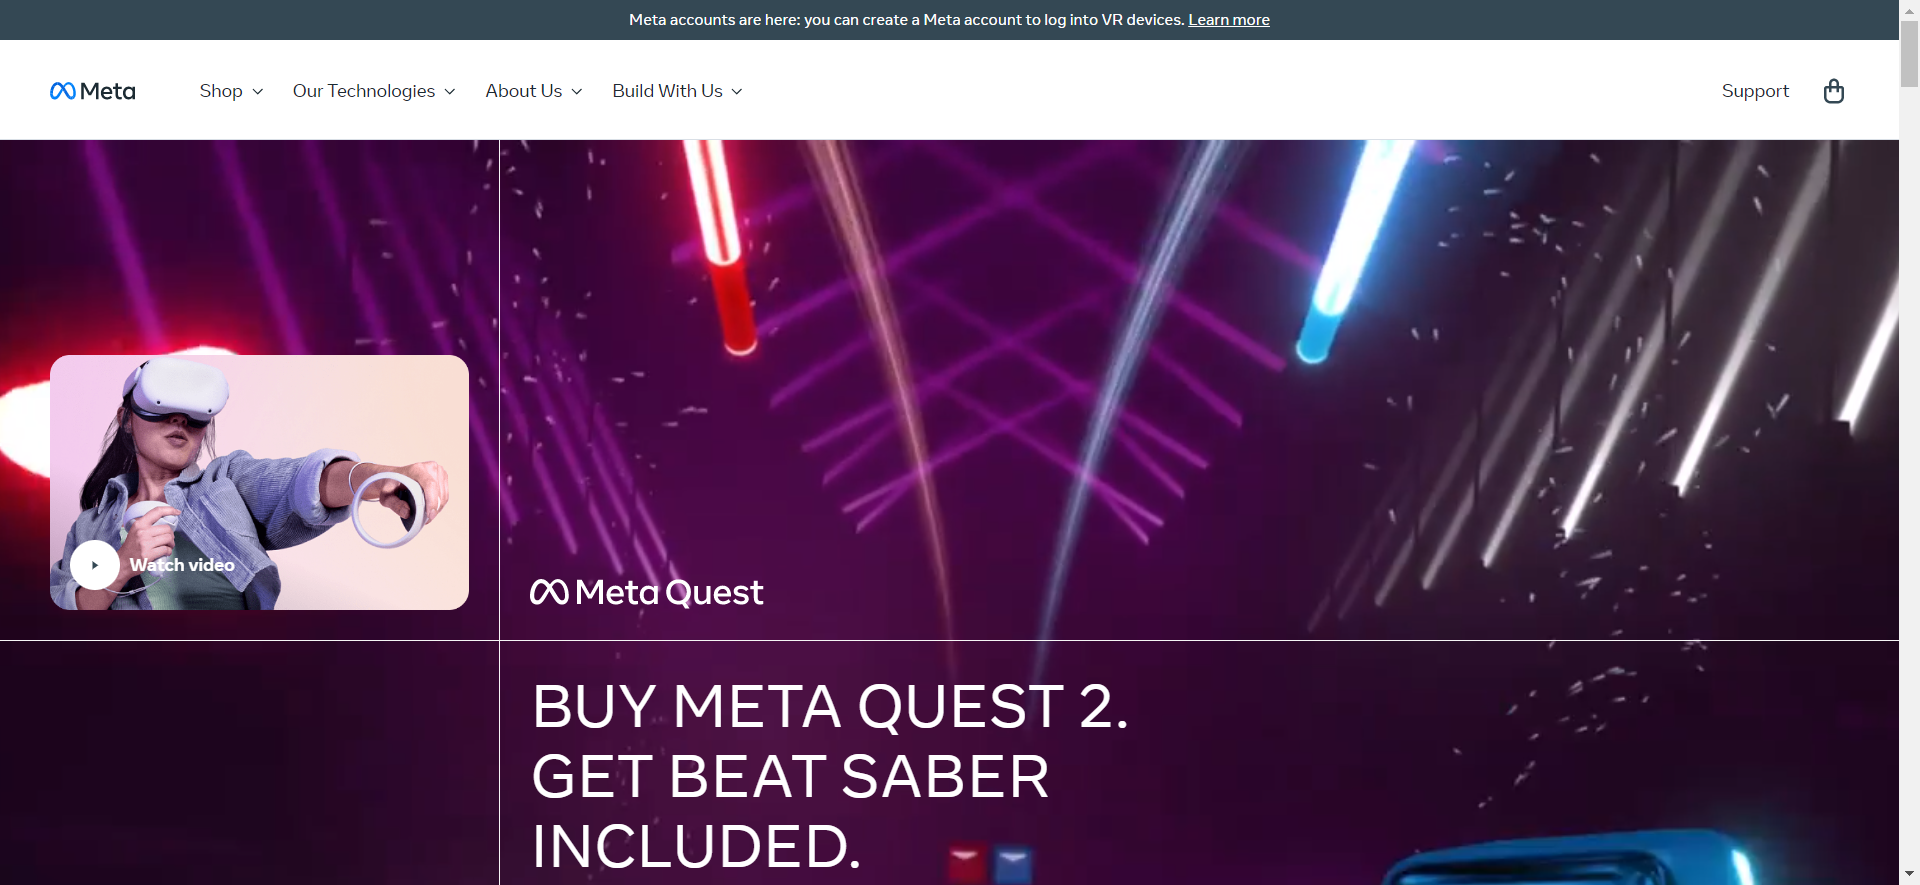 Meta accounts are here: you can create a Meta account to log into VR devices. Learn more
Meta Shop Our Technologies About Us Build With Us Support
Watch video
Meta Quest
BUY META QUEST 2.
GET BEAT SABER
INCLUDED.